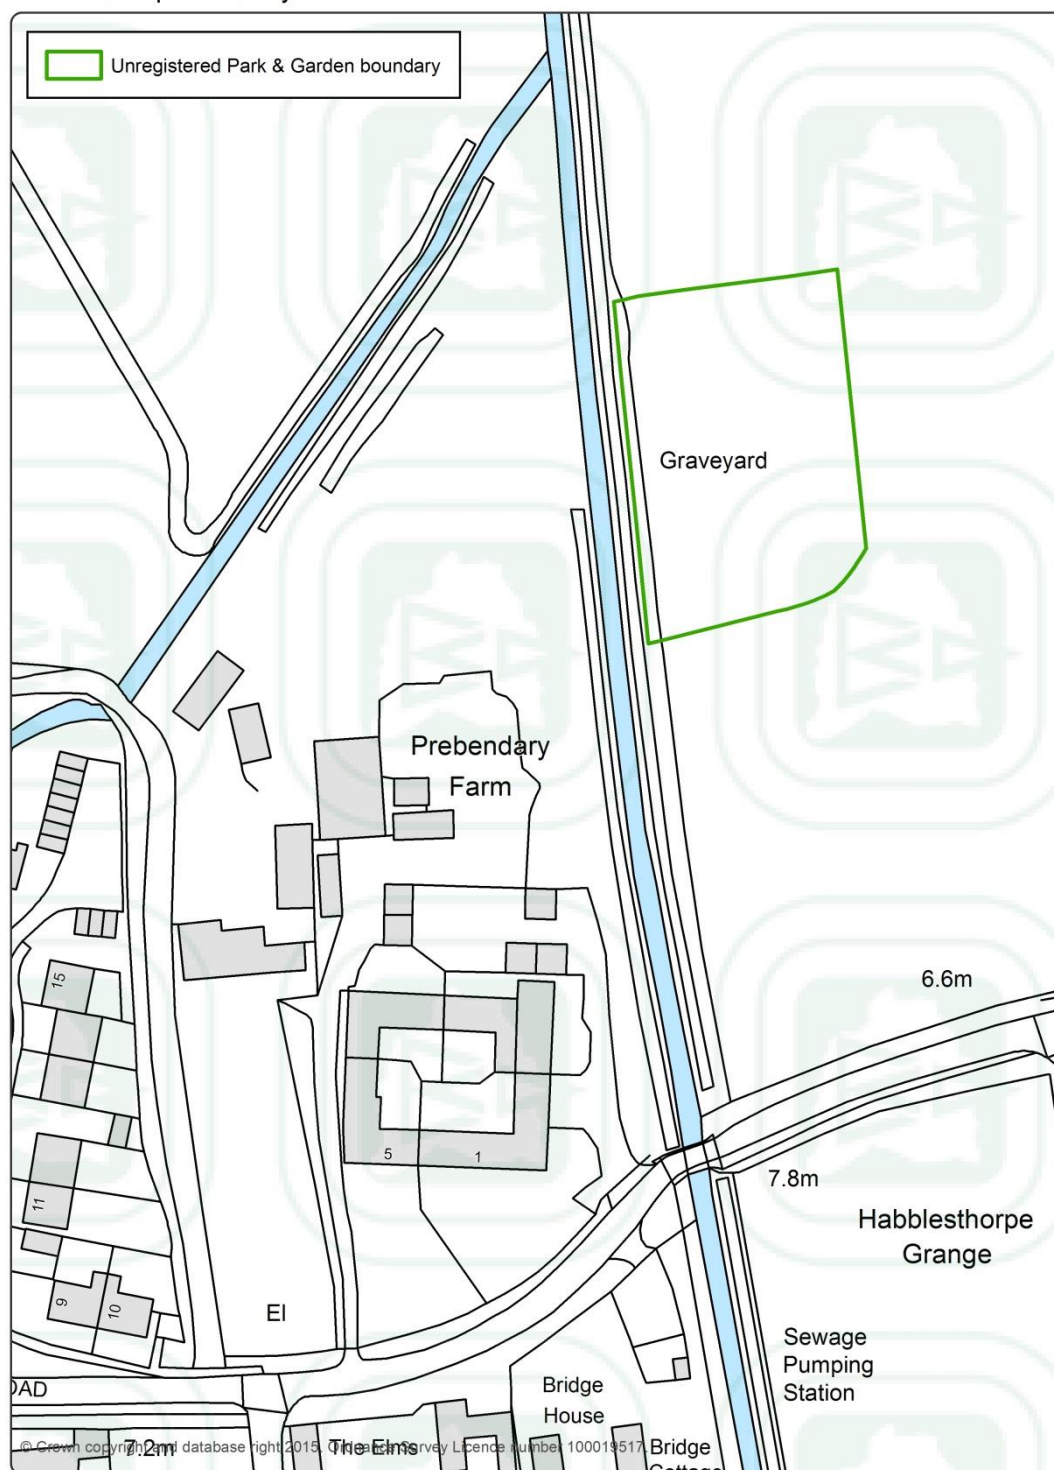 Unregistered Park & Garden boundary
Graveyard
Prebendary
Farm
6.6m
15
5
1
7.8m
11
Habblesthorpe
Grange
9
10
El
Sewage
Pumping
Station
OAD
Bridge
House
7.2m
The Elms
© Crown copyright and database right 2015. Ordnance Survey Licence number 100019517.
Bridge
Cottage